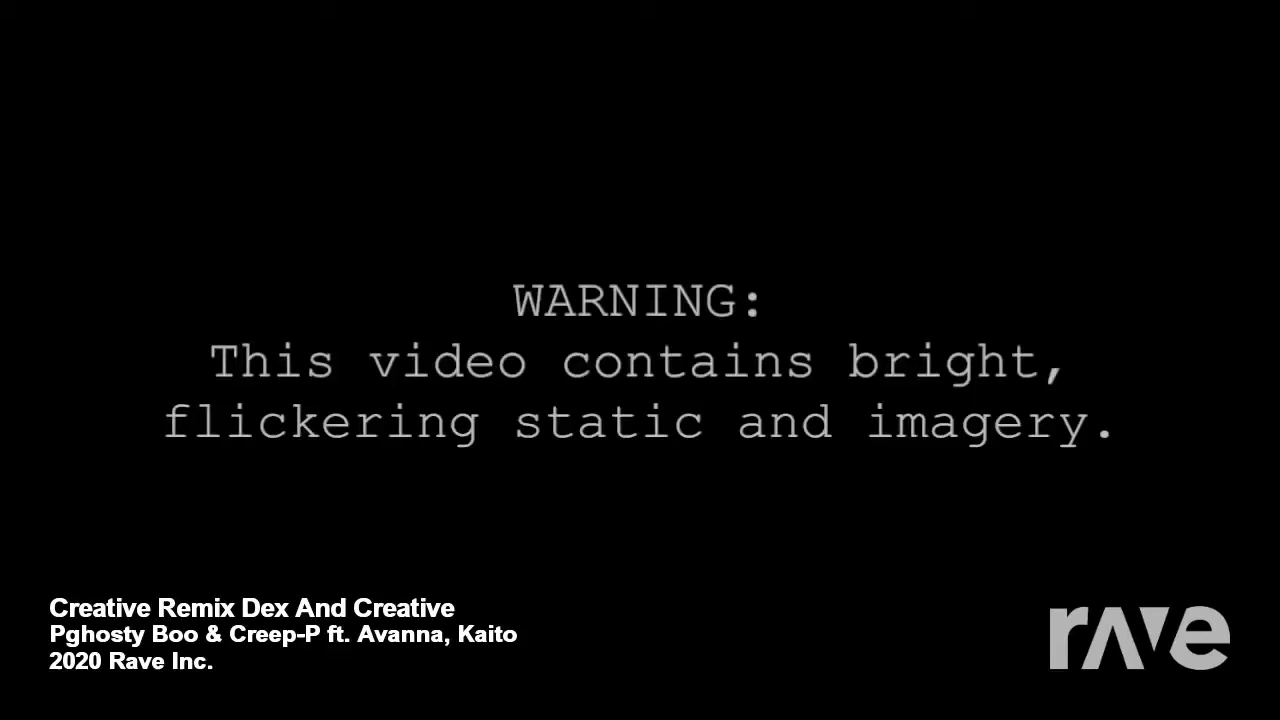 WARNING:
This video contains bright,
flickering static and imagery.
Creative Remix Dex And Creative
Pghosty Boo & Creep-P ft. Avanna, Kaito
2020 Rave Inc.
rave